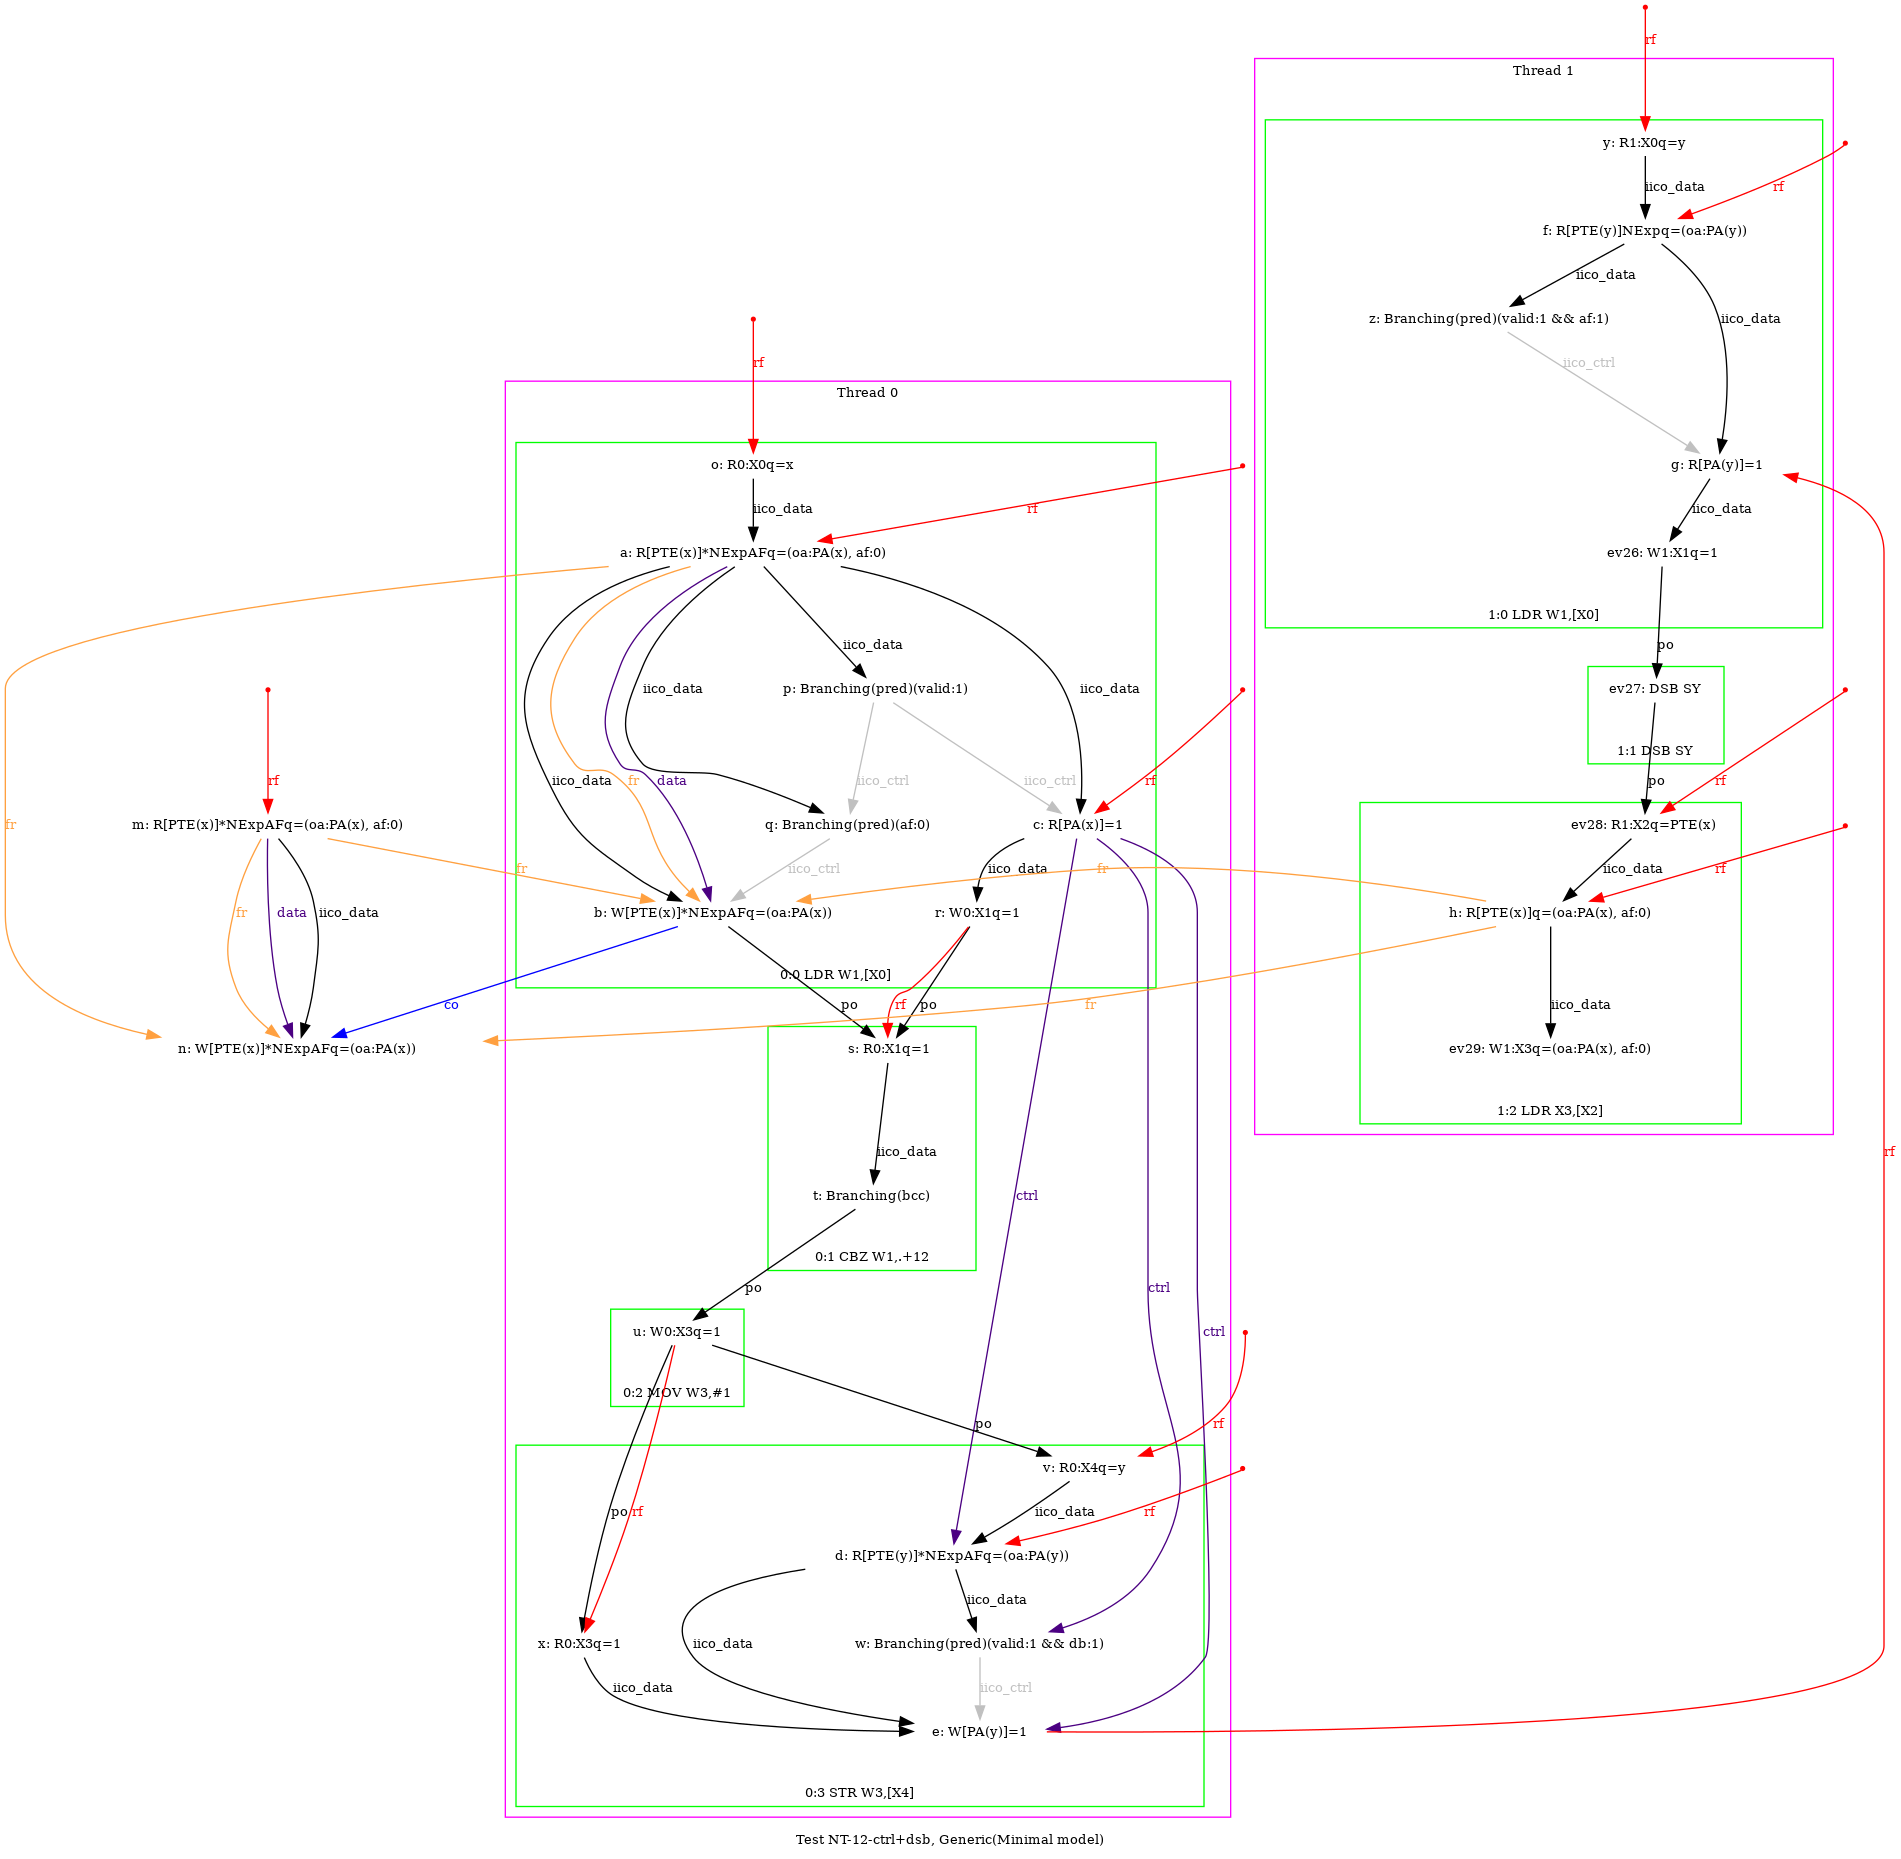 rf
Thread 1
y: R1:X0q=y
iico_data
rf
f: R[PTE(y)]NExpq=(oa:PA(y))
iico_data
z: Branching(pred)(valid:1 && af:1)
iico_data
iico_ctrl
rf
Thread 0
o: R0:X0q=x
g: R[PA(y)]=1
iico_data
rf
iico_data
a: R[PTE(x)]*NExpAFq=(oa:PA(x), af:0)
ev26: W1:X1q=1
1:0 LDR W1,[X0]
iico_data
po
iico_data
p: Branching(pred)(valid:1)
iico_data
ev27: DSB SY
1:1 DSB SY
rf
iico_data
fr
data
iico_ctrl
iico_ctrl
rf
po
rf
fr
m: R[PTE(x)]*NExpAFq=(oa:PA(x), af:0)
q: Branching(pred)(af:0)
c: R[PA(x)]=1
ev28: R1:X2q=PTE(x)
fr
iico_ctrl
iico_data
fr
iico_data
rf
fr
data
iico_data
b: W[PTE(x)]*NExpAFq=(oa:PA(x))
r: W0:X1q=1
h: R[PTE(x)]q=(oa:PA(x), af:0)
0:0 LDR W1,[X0]
co
po
rf
po
fr
iico_data
n: W[PTE(x)]*NExpAFq=(oa:PA(x))
s: R0:X1q=1
ev29: W1:X3q=(oa:PA(x), af:0)
1:2 LDR X3,[X2]
iico_data
rf
ctrl
t: Branching(bcc)
0:1 CBZ W1,.+12
po
ctrl
u: W0:X3q=1
ctrl
0:2 MOV W3,#1
po
rf
v: R0:X4q=y
po
rf
iico_data
rf
d: R[PTE(y)]*NExpAFq=(oa:PA(y))
iico_data
x: R0:X3q=1
iico_data
w: Branching(pred)(valid:1 && db:1)
iico_data
iico_ctrl
e: W[PA(y)]=1
0:3 STR W3,[X4]
Test NT-12-ctrl+dsb, Generic(Minimal model)